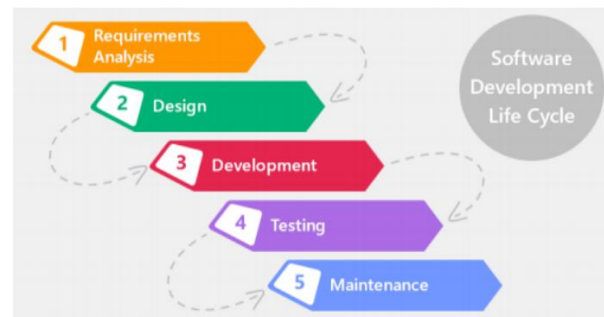 Software
Development
Life Cycle
1
Requirements
Analysis
2
Design
3
Development
4
Testing
5
Maintenance